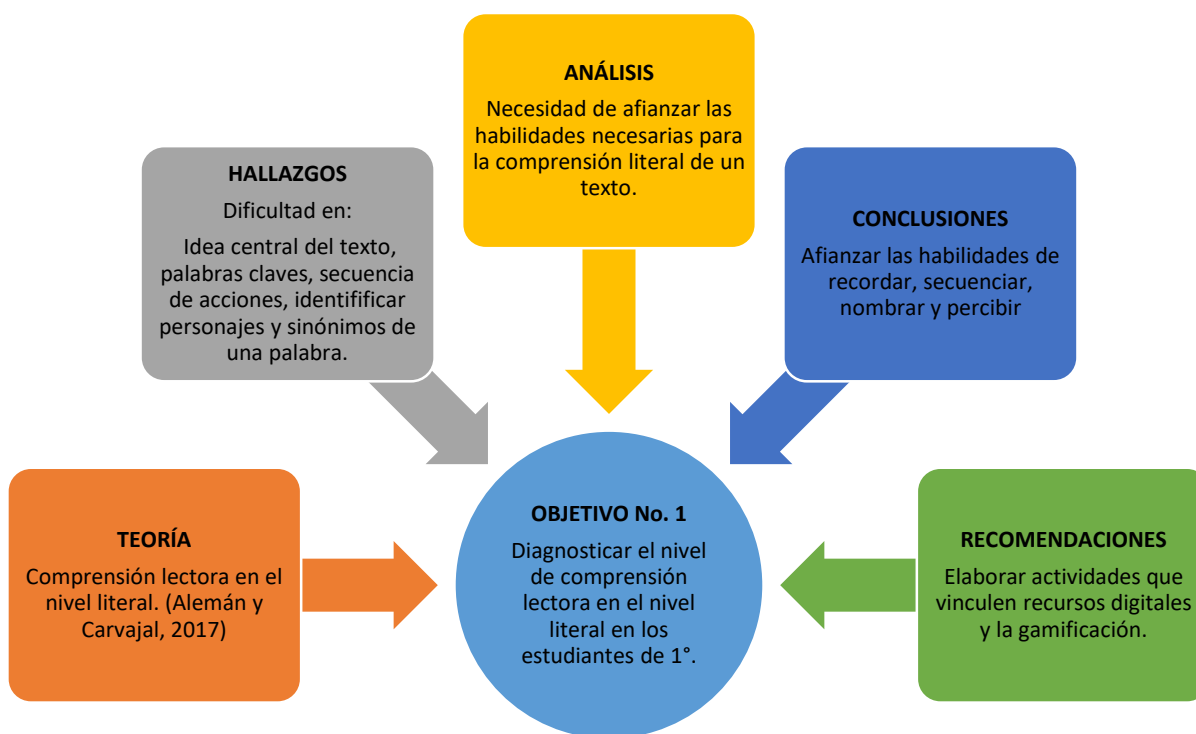 ANÁLISIS
Necesidad de afianzar las
habilidades necesarias para
la comprensión literal de un
texto.
HALLAZGOS
Dificultad en:
Idea central del texto,
palabras claves, secuencia
de acciones, identifificar
personajes y sinónimos de
una palabra.
CONCLUSIONES
Afianzar las habilidades de
recordar, secuenciar,
nombrar y percibir
TEORÍA
Comprensión lectora en el
nivel literal. (Alemán y
Carvajal, 2017)
OBJETIVO No. 1
Diagnosticar el nivel
de comprensión
lectora en el nivel
literal en los
estudiantes de 1°.
RECOMENDACIONES
Elaborar actividades que
vinculen recursos digitales
y la gamificación.